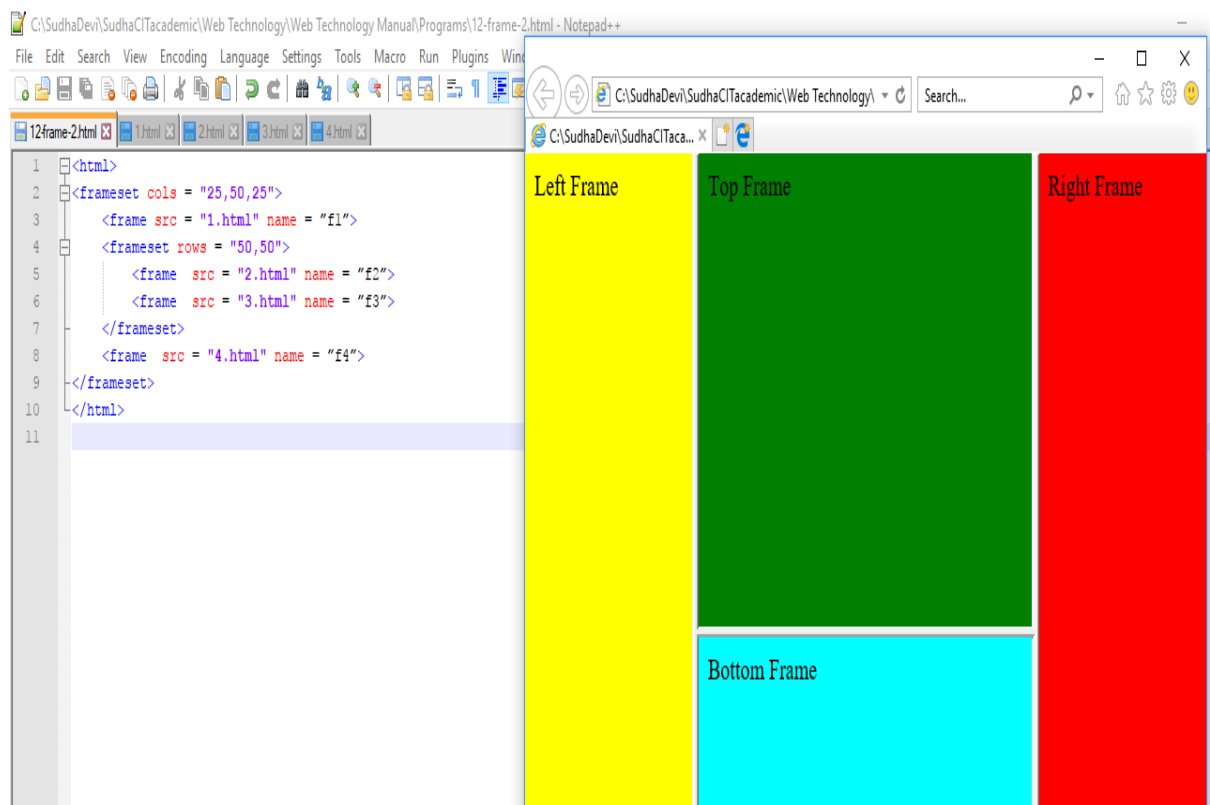 C:\SudhaDevi\SudhaCITacademic\Web Technology\Web Technology Manual\Programs\12-frame-2.html - Notepad++
File Edit Search View Encoding Language Settings Tools Macro Run Plugins
12-frame-2.html 1.html 2.html 3.html 4.html
1 <html>
2 <frameset cols = "25,50,25">
3 <frame src = "1.html" name = ”f1”>
4 <frameset rows = "50,50">
5 <frame  src = "2.html" name = ”f2”>
6 <frame  src = "3.html" name = ”f3”>
7 </frameset>
8 <frame  src = "4.html" name = ”f4”>
9 </frameset>
10 </html>
11
C:\SudhaDevi\SudhaCITacademic\Web Technology\ Search...
C:\SudhaDevi\SudhaCITaca...
Left Frame
Top Frame
Right Frame
Bottom Frame